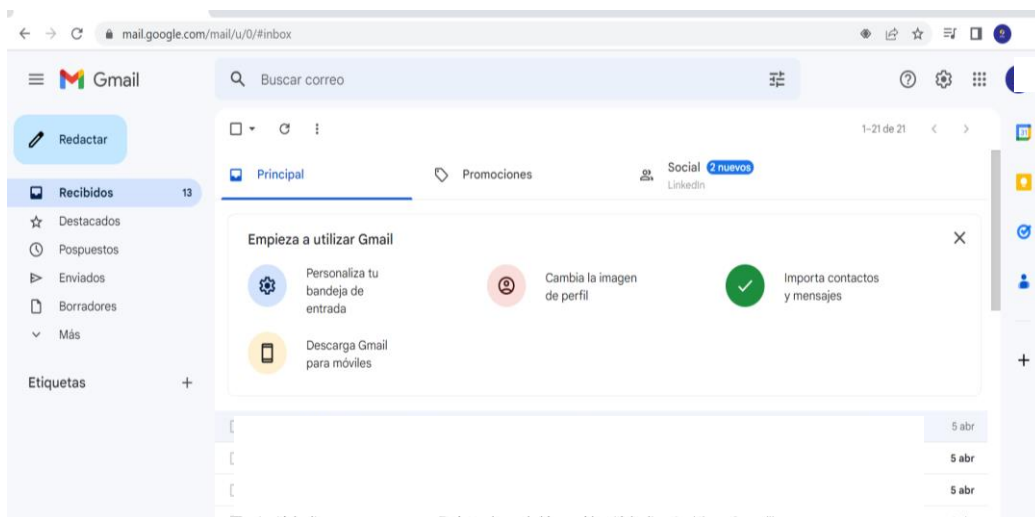 mail.google.com/mail/u/0/#inbox
Gmail
Buscar correo
Redactar
1–21 de 21
Principal
Promociones
Social 2 nuevos
LinkedIn
Recibidos 13
Destacados
Pospuestos
Enviados
Borradores
Más
Etiquetas
Empieza a utilizar Gmail
Personaliza tu
bandeja de
entrada
Cambia la imagen
de perfil
Importa contactos
y mensajes
Descarga Gmail
para móviles
5 abr
5 abr
5 abr
31